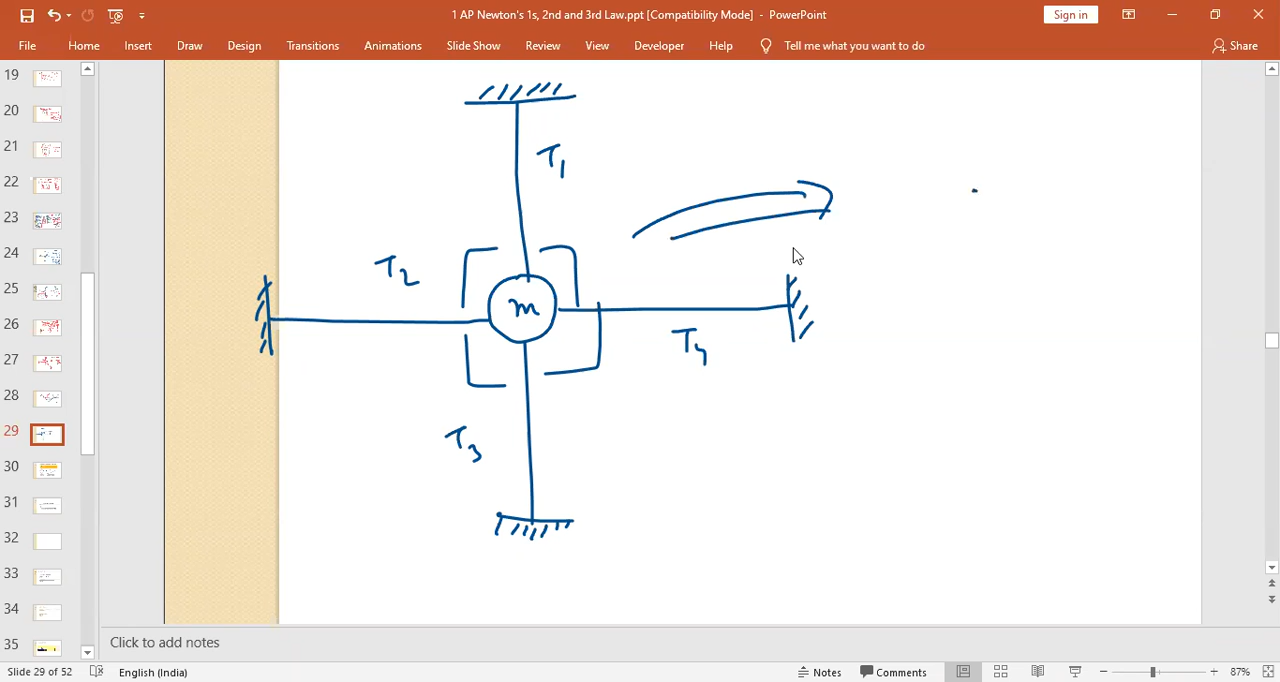 1 AP Newton's 1s, 2nd and 3rd Law.ppt [Compatibility Mode] - PowerPoint
Sign in
File Home Insert Draw Design Transitions Animations Slide Show Review View Developer Help Tell me what you want to do Share
19
20
21
22
23
24
25
26
27
28
29
30
31
32
33
34
35
T1
T2
m
T4
T3
Click to add notes
Slide 29 of 52 English (India) Notes Comments 87%